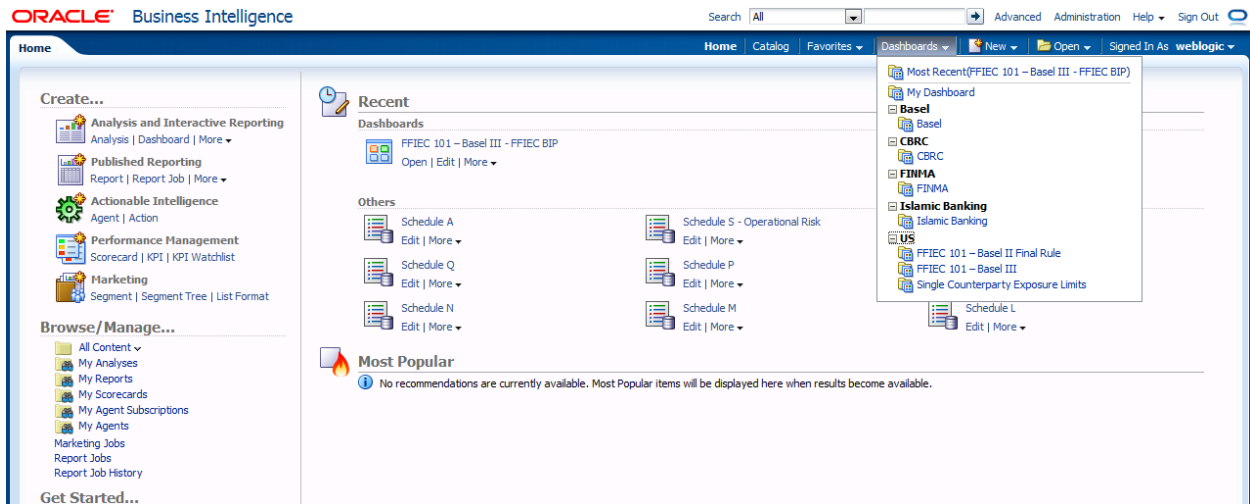 ORACLE Business Intelligence
Search All Advanced Administration Help Sign Out
Home
Home Catalog Favorites Dashboards New Open Signed In As weblogic
Most Recent(FFIEC 101 – Basel III - FFIEC BIP)
My Dashboard
Basel
Basel
CBRC
CBRC
FINMA
FINMA
Islamic Banking
Islamic Banking
US
FFIEC 101 – Basel II Final Rule
FFIEC 101 – Basel III
Single Counterparty Exposure Limits
Create...
Analysis and Interactive Reporting
Analysis | Dashboard | More
Published Reporting
Report | Report Job | More
Actionable Intelligence
Agent | Action
Performance Management
Scorecard | KPI | KPI Watchlist
Marketing
Segment | Segment Tree | List Format
Browse/Manage...
All Content
My Analyses
My Reports
My Scorecards
My Agent Subscriptions
My Agents
Marketing Jobs
Report Jobs
Report Job History
Get Started...
Recent
Dashboards
FFIEC 101 – Basel III - FFIEC BIP
Open | Edit | More
Others
Schedule A
Edit | More
Schedule S - Operational Risk
Edit | More
Schedule Q
Edit | More
Schedule P
Edit | More
Schedule N
Edit | More
Schedule M
Edit | More
Schedule L
Edit | More
Most Popular
No recommendations are currently available. Most Popular items will be displayed here when results become available.